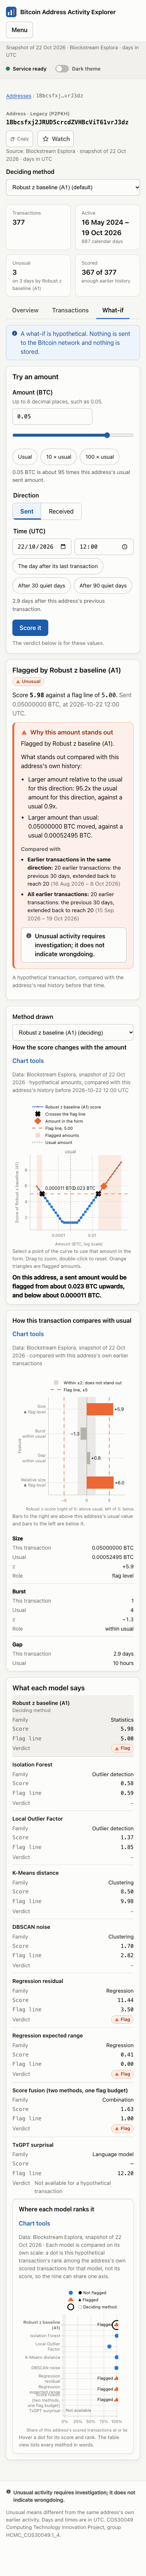 Bitcoin Address Activity Explorer
Menu
Snapshot of 22 Oct 2026 · Blockstream Esplora · days in UTC
Service ready
Dark theme
Addresses / 1Bbcsfxj…vrJ3dz
Address · Legacy (P2PKH)
Copy
Watch
Source: Blockstream Esplora · snapshot of 22 Oct 2026 · days in UTC
Deciding method
Robust z baseline (A1) (default)
Transactions
377
Active
16 May 2024 – 19 Oct 2026
887 calendar days
Unusual
3
on 3 days by Robust z baseline (A1)
Scored
367 of 377
enough earlier history
Overview
Transactions
What-if
A what-if is hypothetical. Nothing is sent to the Bitcoin network and nothing is stored.
Try an amount
Amount (BTC)
Up to 8 decimal places, such as 0.05.
0.05
Usual
10 × usual
100 × usual
0.05 BTC is about 95 times this address's usual sent amount.
Direction
Sent
Received
Time (UTC)
22/10/2026
12:00
The day after its last transaction
After 30 quiet days
After 90 quiet days
2.9 days after this address's previous transaction.
Score it
The verdict below is for these values.
Flagged by Robust z baseline (A1)
Unusual
Score 5.98 against a flag line of 5.00. Sent 0.05000000 BTC, at 2026-10-22 12:00 UTC.
Why this amount stands out
Flagged by Robust z baseline (A1).
What stands out compared with this address's own history:
Larger amount relative to the usual for this direction: 95.2x the usual amount for this direction, against a usual 0.9x.
Larger amount than usual: 0.05000000 BTC moved, against a usual 0.00052495 BTC.
Compared with
Earlier transactions in the same direction: 20 earlier transactions: the previous 30 days, extended back to reach 20 (16 Aug 2026 – 6 Oct 2026)
All earlier transactions: 20 earlier transactions: the previous 30 days, extended back to reach 20 (15 Sep 2026 – 19 Oct 2026)
Unusual activity requires investigation; it does not indicate wrongdoing.
A hypothetical transaction, compared with the address's real history before that time.
Method drawn
Robust z baseline (A1) (deciding)
How the score changes with the amount
Chart tools
Data: Blockstream Esplora, snapshot of 22 Oct 2026 · hypothetical amounts, compared with this address's history before 2026-10-22 12:00 UTC
Robust z baseline (A1) score
Crosses the flag line
Amount in the form
Flag line, 5.00
Flagged amounts
Usual amount
usual
0.000011 BTC
0.023 BTC
Score of Robust z baseline (A1)
8
6
4
2
0.0001
0.01
Amount (BTC, log scale)
Select a point of the curve to use that amount in the form. Drag to zoom, double-click to reset. Orange triangles are flagged amounts.
On this address, a sent amount would be flagged from about 0.023 BTC upwards, and below about 0.000011 BTC.
How this transaction compares with usual
Chart tools
Data: Blockstream Esplora, snapshot of 22 Oct 2026 · compared with this address's own earlier transactions
Within ±2: does not stand out
Flag line, ±5
Feature
Size
▲ flag level
+5.9
Burst
within usual
−1.3
Gap
within usual
+0.8
Relative size
▲ flag level
+6.0
−5
0
5
Robust z-score (right of 0: above usual, left of 0: below)
Bars to the right are above this address's usual value and bars to the left are below it.
Size
This transaction 0.05000000 BTC
Usual 0.00052495 BTC
z +5.9
Role flag level
Burst
This transaction 1
Usual 4
z −1.3
Role within usual
Gap
This transaction 2.9 days
Usual 10 hours
What each model says
Robust z baseline (A1)
Deciding method
Family Statistics
Score 5.98
Flag line 5.00
Verdict Flag
Isolation Forest
Family Outlier detection
Score 0.58
Flag line 0.59
Verdict –
Local Outlier Factor
Family Outlier detection
Score 1.37
Flag line 1.85
Verdict –
K-Means distance
Family Clustering
Score 8.50
Flag line 9.98
Verdict –
DBSCAN noise
Family Clustering
Score 1.70
Flag line 2.82
Verdict –
Regression residual
Family Regression
Score 11.44
Flag line 3.50
Verdict Flag
Regression expected range
Family Regression
Score 0.41
Flag line 0.00
Verdict Flag
Score fusion (two methods, one flag budget)
Family Combination
Score 1.63
Flag line 1.00
Verdict Flag
TxGPT surprisal
Family Language model
Score –
Flag line 12.20
Verdict Not available for a hypothetical transaction
Where each model ranks it
Chart tools
Data: Blockstream Esplora, snapshot of 22 Oct 2026 · Each model is compared on its own scale: a dot is this hypothetical transaction's rank among the address's own real transactions for that model, not its score, so the nine can share one axis.
Not flagged
Flagged
Deciding method
Robust z baseline (A1)
Flagged
Isolation Forest
Local Outlier Factor
K-Means distance
DBSCAN noise
Regression residual
Flagged
Regression expected range
Flagged
Score fusion (two methods, one flag budget)
Flagged
TxGPT surprisal
Not available
0% 25% 50% 75% 100%
Share of this address's scored transactions at or below
Hover a dot for its score and rank. The table view lists every method in words.
Unusual activity requires investigation; it does not indicate wrongdoing.
Unusual means different from the same address's own earlier activity. Days and times are in UTC. COS30049 Computing Technology Innovation Project, group HCMC_COS30049.1_4.